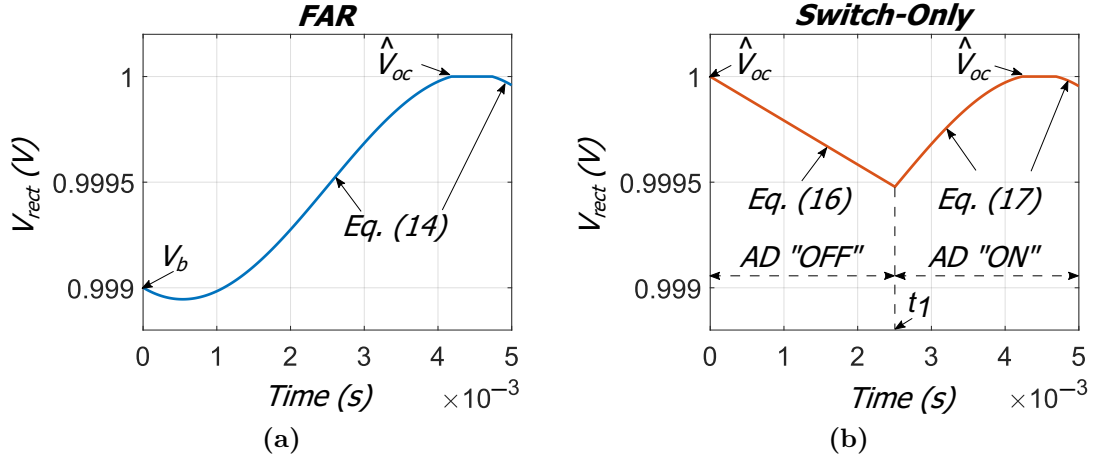 FAR
V̂oc
1
0.9995
0.999
Vrect (V)
Vb
Eq. (14)
0 1 2 3 4 5
Time (s)
×10−3
(a)
Switch-Only
V̂oc
V̂oc
1
0.9995
0.999
Vrect (V)
Eq. (16)
Eq. (17)
AD "OFF"
AD "ON"
t1
0 1 2 3 4 5
Time (s)
×10−3
(b)